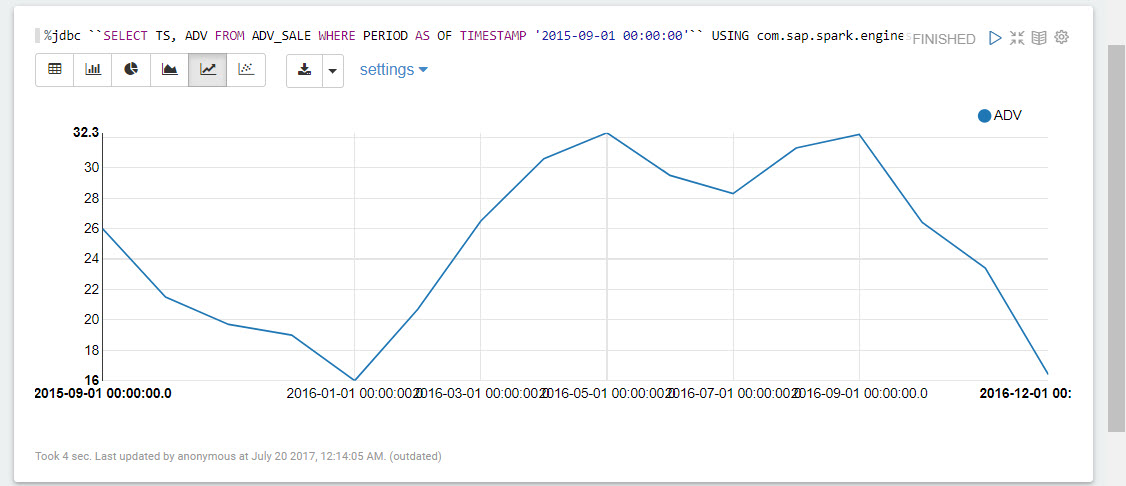 %jdbc ``SELECT TS, ADV FROM ADV_SALE WHERE PERIOD AS OF TIMESTAMP '2015-09-01 00:00:00'`` USING com.sap.spark.engines FINISHED
settings
ADV
32.3
30
28
26
24
22
20
18
16
2015-09-01 00:00:00.0 2016-01-01 00:00:00.0 2016-03-01 00:00:00.0 2016-05-01 00:00:00.0 2016-07-01 00:00:00.0 2016-09-01 00:00:00.0 2016-12-01 00:
Took 4 sec. Last updated by anonymous at July 20 2017, 12:14:05 AM. (outdated)